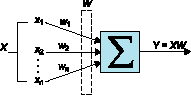 W
x₁ w₁
X x₂ w₂ Σ Y = XW
⋮
xₙ wₙ